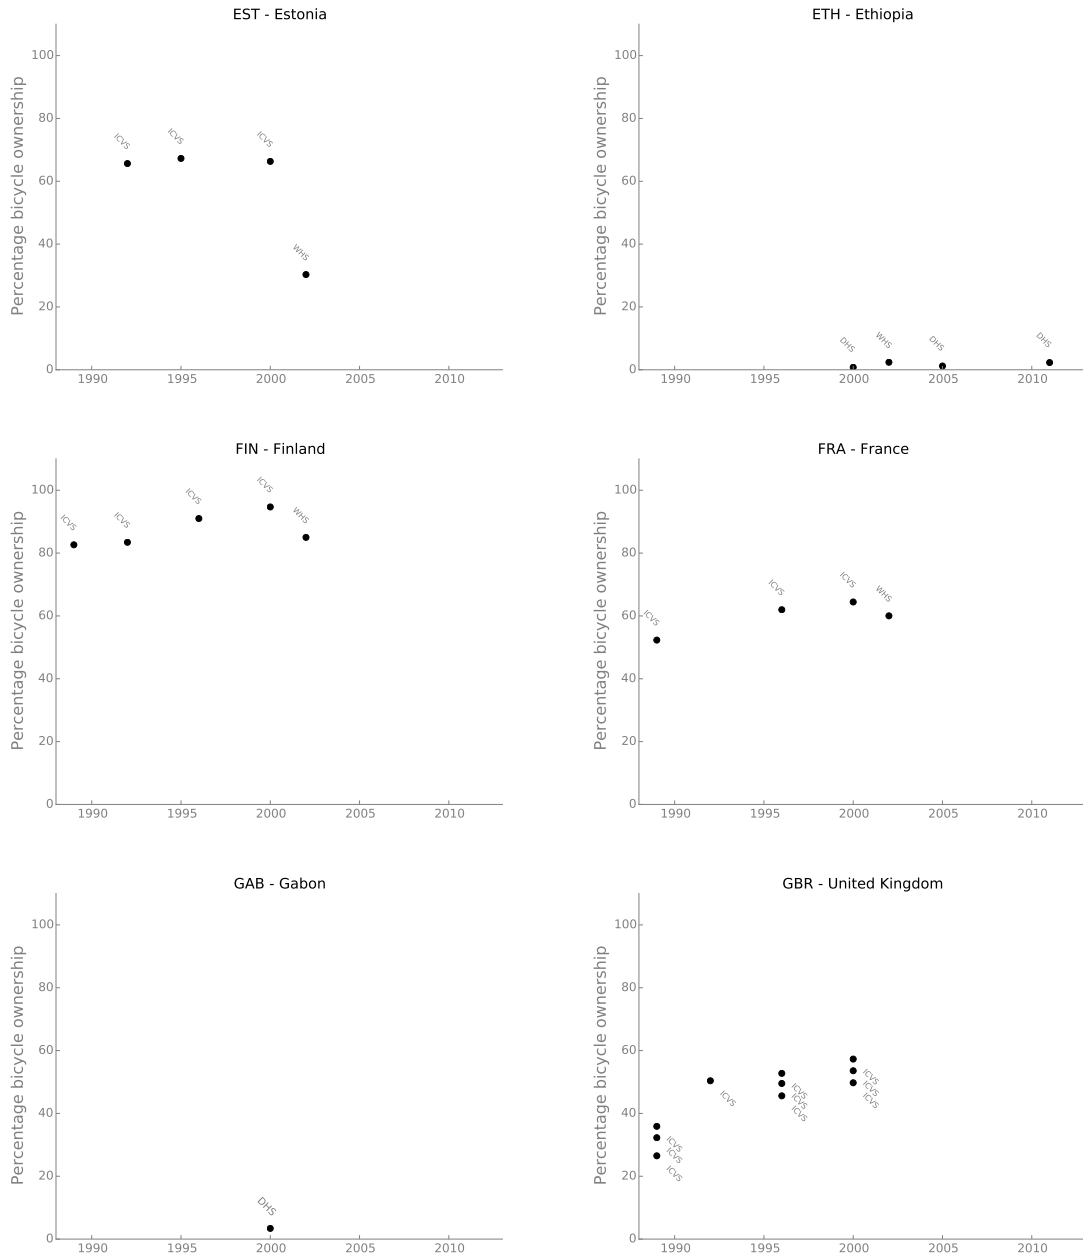 EST - Estonia
Percentage bicycle ownership
100
80
60
40
20
0
ICVS
ICVS
ICVS
WHS
1990
1995
2000
2005
2010
ETH - Ethiopia
Percentage bicycle ownership
100
80
60
40
20
0
DHS
WHS
DHS
DHS
1990
1995
2000
2005
2010
FIN - Finland
Percentage bicycle ownership
100
80
60
40
20
0
ICVS
ICVS
ICVS
ICVS
WHS
1990
1995
2000
2005
2010
FRA - France
Percentage bicycle ownership
100
80
60
40
20
0
ICVS
ICVS
ICVS
WHS
1990
1995
2000
2005
2010
GAB - Gabon
Percentage bicycle ownership
100
80
60
40
20
0
DHS
1990
1995
2000
2005
2010
GBR - United Kingdom
Percentage bicycle ownership
100
80
60
40
20
0
ICVS
ICVS
ICVS
ICVS
ICVS
ICVS
ICVS
ICVS
ICVS
ICVS
1990
1995
2000
2005
2010